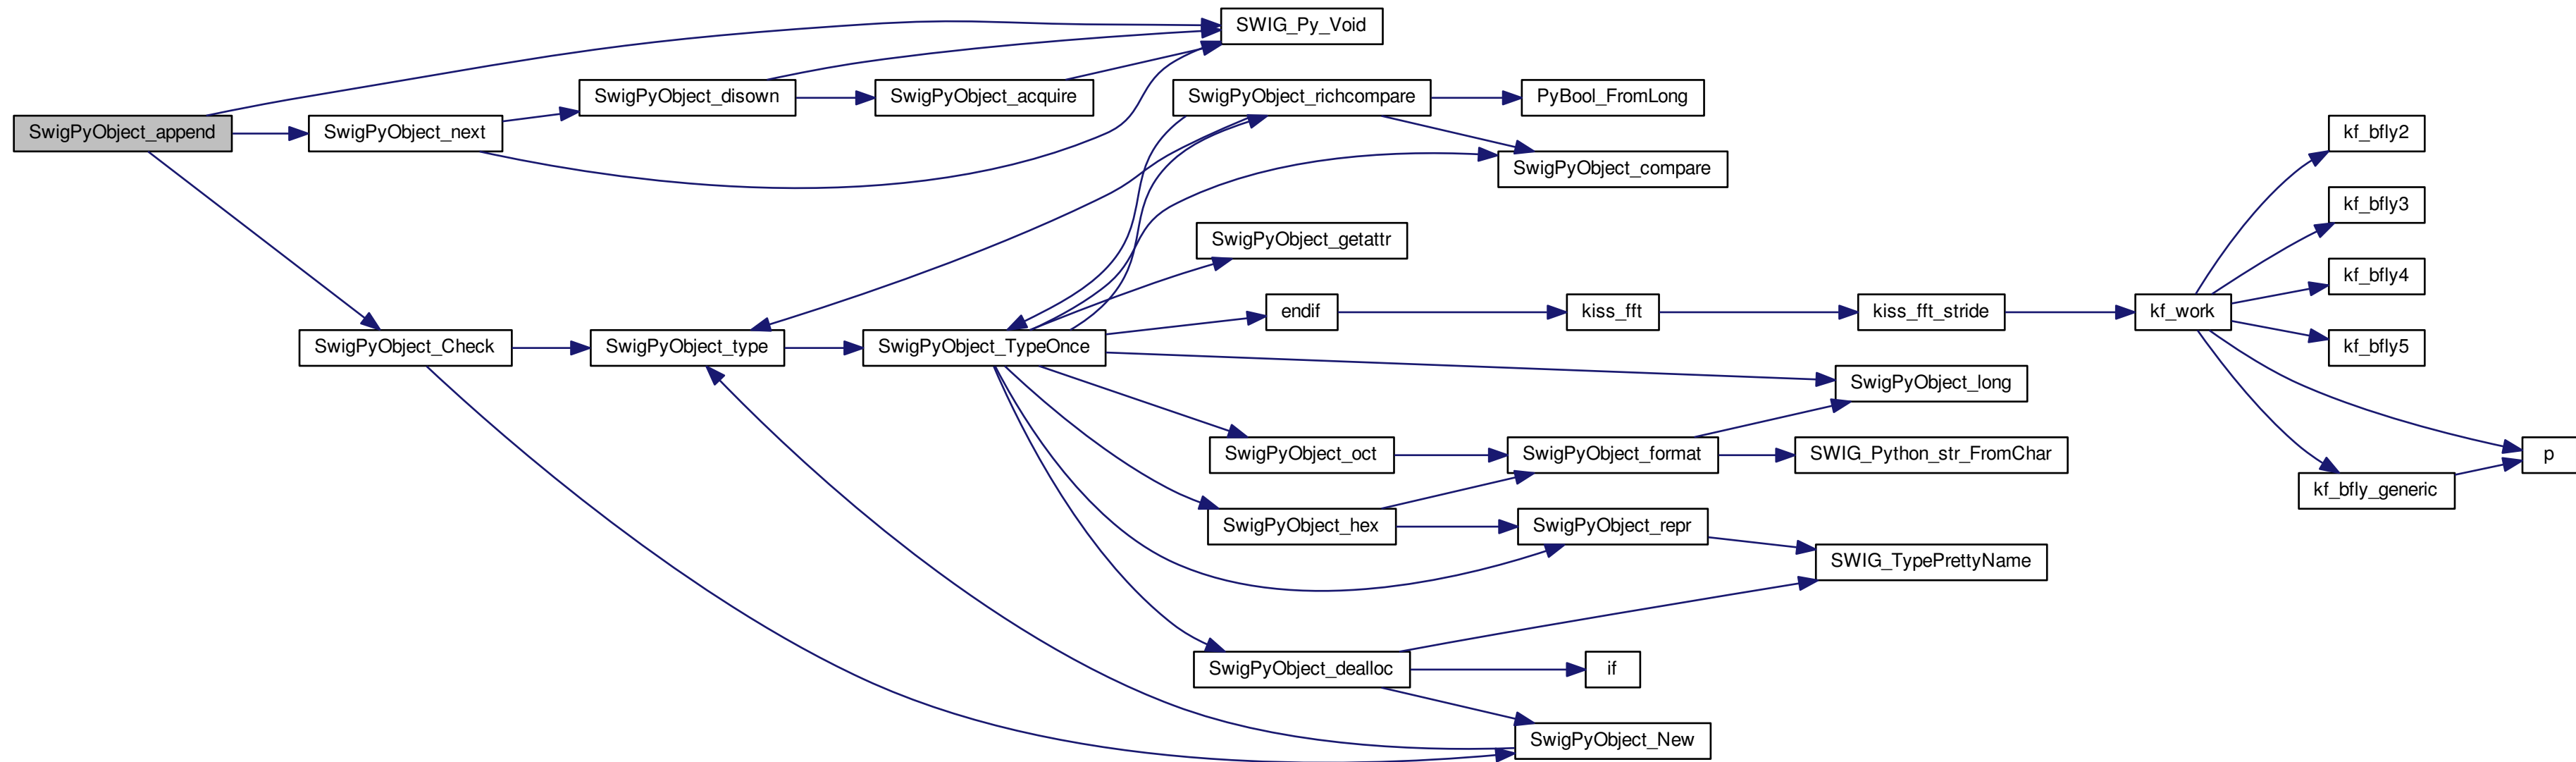 SWIG_Py_Void
SwigPyObject_disown
SwigPyObject_acquire
SwigPyObject_richcompare
PyBool_FromLong
SwigPyObject_append
SwigPyObject_next
kf_bfly2
SwigPyObject_compare
kf_bfly3
SwigPyObject_getattr
kf_bfly4
endif
kiss_fft
kiss_fft_stride
kf_work
SwigPyObject_Check
SwigPyObject_type
SwigPyObject_TypeOnce
kf_bfly5
SwigPyObject_long
SwigPyObject_oct
SwigPyObject_format
SWIG_Python_str_FromChar
p
kf_bfly_generic
SwigPyObject_hex
SwigPyObject_repr
SWIG_TypePrettyName
SwigPyObject_dealloc
if
SwigPyObject_New